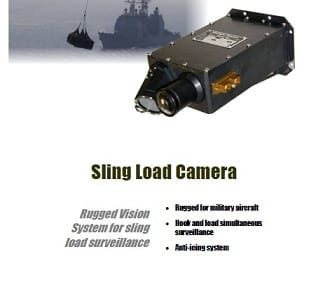 Sling Load Camera
Rugged Vision
System for sling
load surveillance
• Rugged for military aircraft
• Hook and load simultaneous
surveillance
• Anti-icing system